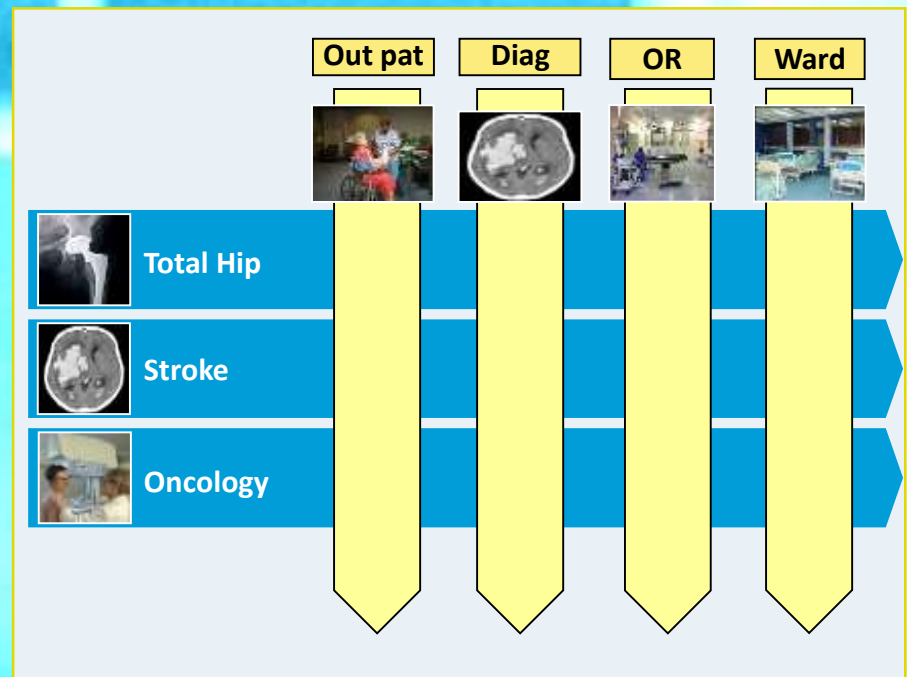 Out pat
Diag
OR
Ward
Total Hip
Stroke
Oncology